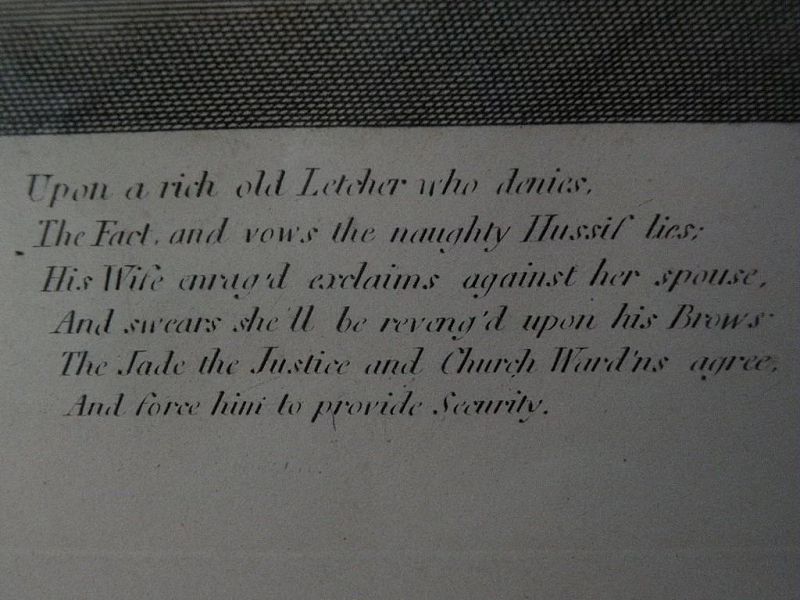 Upon a rich old Letcher who denies,
The Fact, and vows the naughty Hussif lies;
His Wife enrag'd exclaims against her spouse,
And swears she'll be reveng'd upon his Brows
The Jade the Justice and Church Ward'ns agree,
And force him to provide Security.